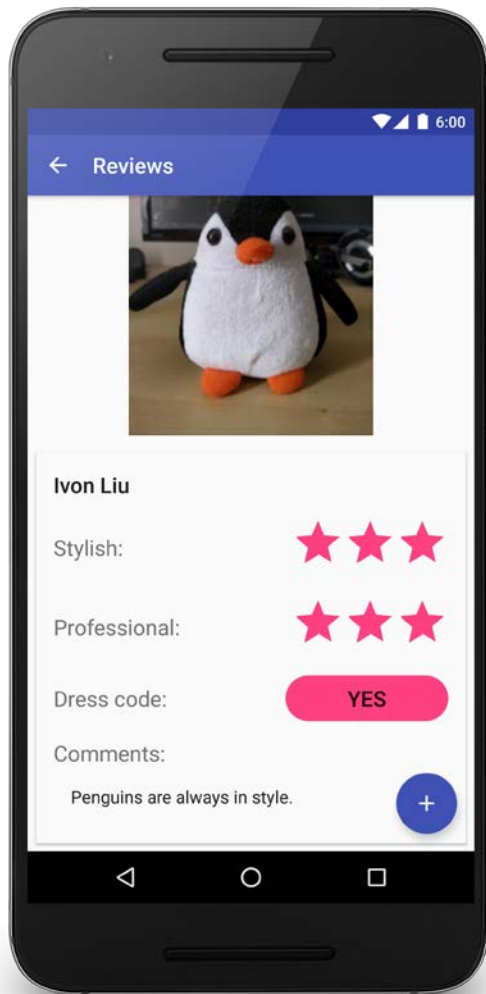 6:00
Reviews
Ivon Liu
Stylish:
Professional:
Dress code:
YES
Comments:
Penguins are always in style.
+